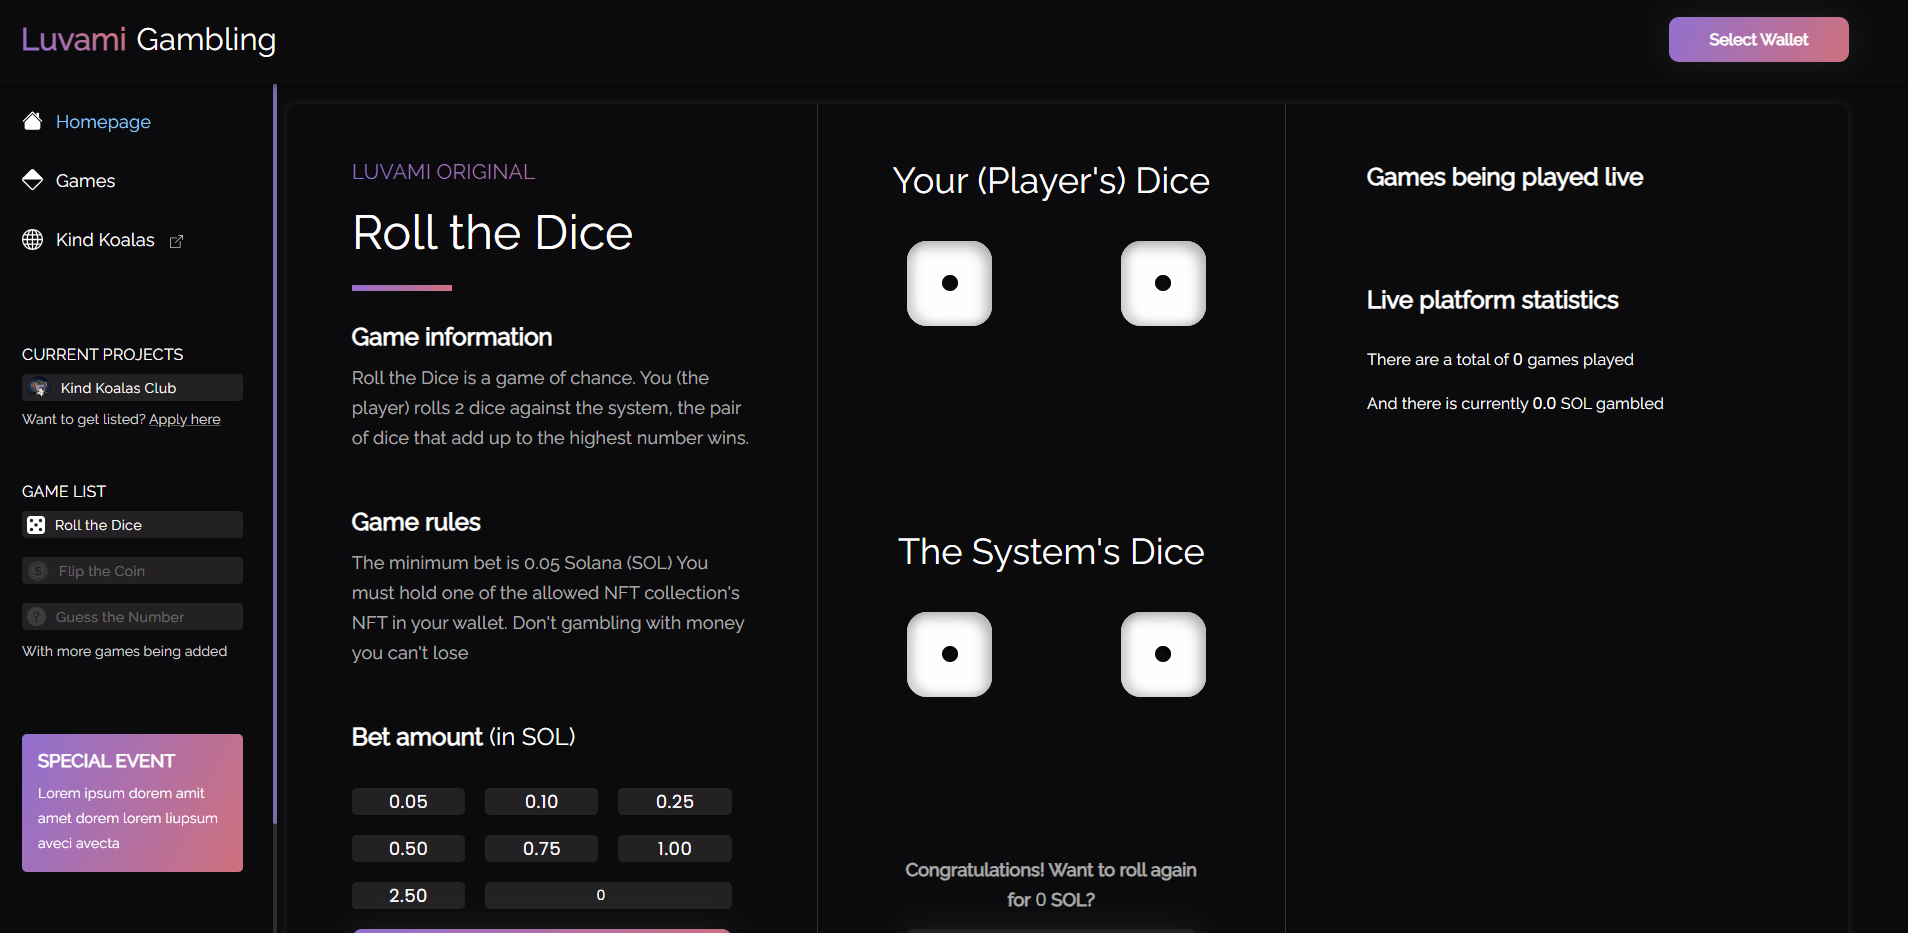 Luvami Gambling
Select Wallet
Homepage
Games
Kind Koalas
CURRENT PROJECTS
Kind Koalas Club
Want to get listed? Apply here
GAME LIST
Roll the Dice
Flip the Coin
Guess the Number
With more games being added
SPECIAL EVENT
Lorem ipsum dorem amit
amet dorem lorem liupsum
aveci avecta
LUVAMI ORIGINAL
Roll the Dice
Game information
Roll the Dice is a game of chance. You (the
player) rolls 2 dice against the system, the pair
of dice that add up to the highest number wins.
Game rules
The minimum bet is 0.05 Solana (SOL) You
must hold one of the allowed NFT collection's
NFT in your wallet. Don't gambling with money
you can't lose
Bet amount (in SOL)
0.05
0.10
0.25
0.50
0.75
1.00
2.50
0
Your (Player's) Dice
The System's Dice
Congratulations! Want to roll again
for 0 SOL?
Games being played live
Live platform statistics
There are a total of 0 games played
And there is currently 0.0 SOL gambled